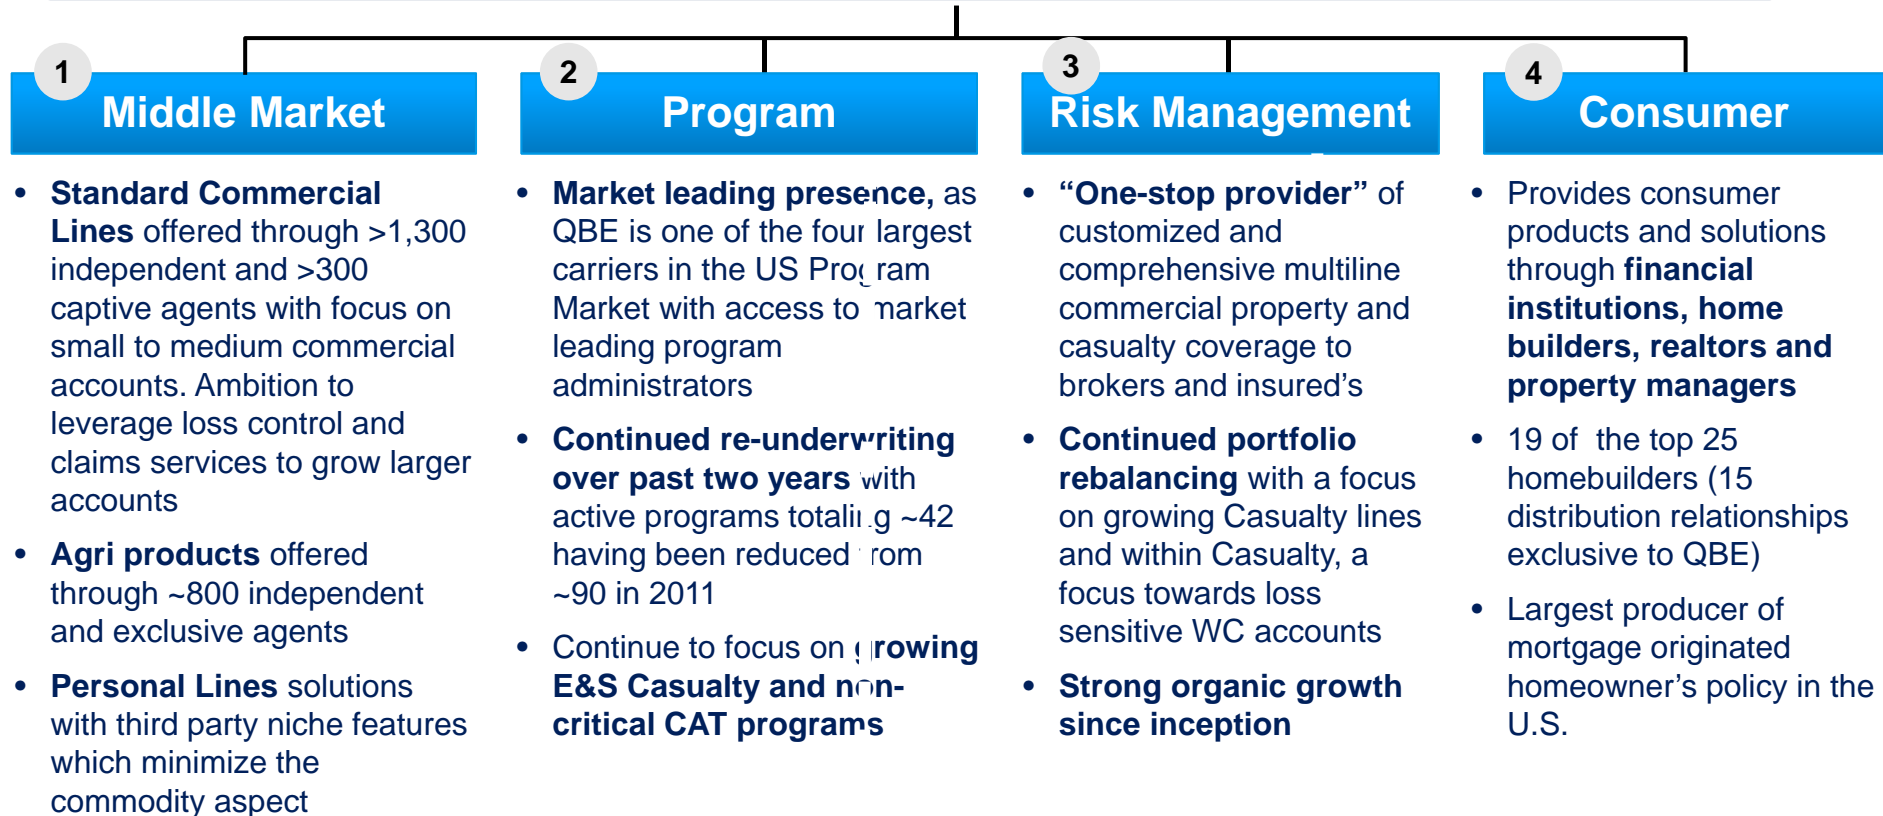 1
Middle Market
• Standard Commercial
Lines offered through >1,300
independent and >300
captive agents with focus on
small to medium commercial
accounts. Ambition to
leverage loss control and
claims services to grow larger
accounts
• Agri products offered
through ~800 independent
and exclusive agents
• Personal Lines solutions
with third party niche features
which minimize the
commodity aspect
2
Program
• Market leading presence, as
QBE is one of the four largest
carriers in the US Program
Market with access to market
leading program
administrators
• Continued re-underwriting
over past two years with
active programs totaling ~42
having been reduced from
~90 in 2011
• Continue to focus on growing
E&S Casualty and non-
critical CAT programs
3
Risk Management
• “One-stop provider” of
customized and
comprehensive multiline
commercial property and
casualty coverage to
brokers and insured’s
• Continued portfolio
rebalancing with a focus
on growing Casualty lines
and within Casualty, a
focus towards loss
sensitive WC accounts
• Strong organic growth
since inception
4
Consumer
• Provides consumer
products and solutions
through financial
institutions, home
builders, realtors and
property managers
• 19 of  the top 25
homebuilders (15
distribution relationships
exclusive to QBE)
• Largest producer of
mortgage originated
homeowner’s policy in the
U.S.